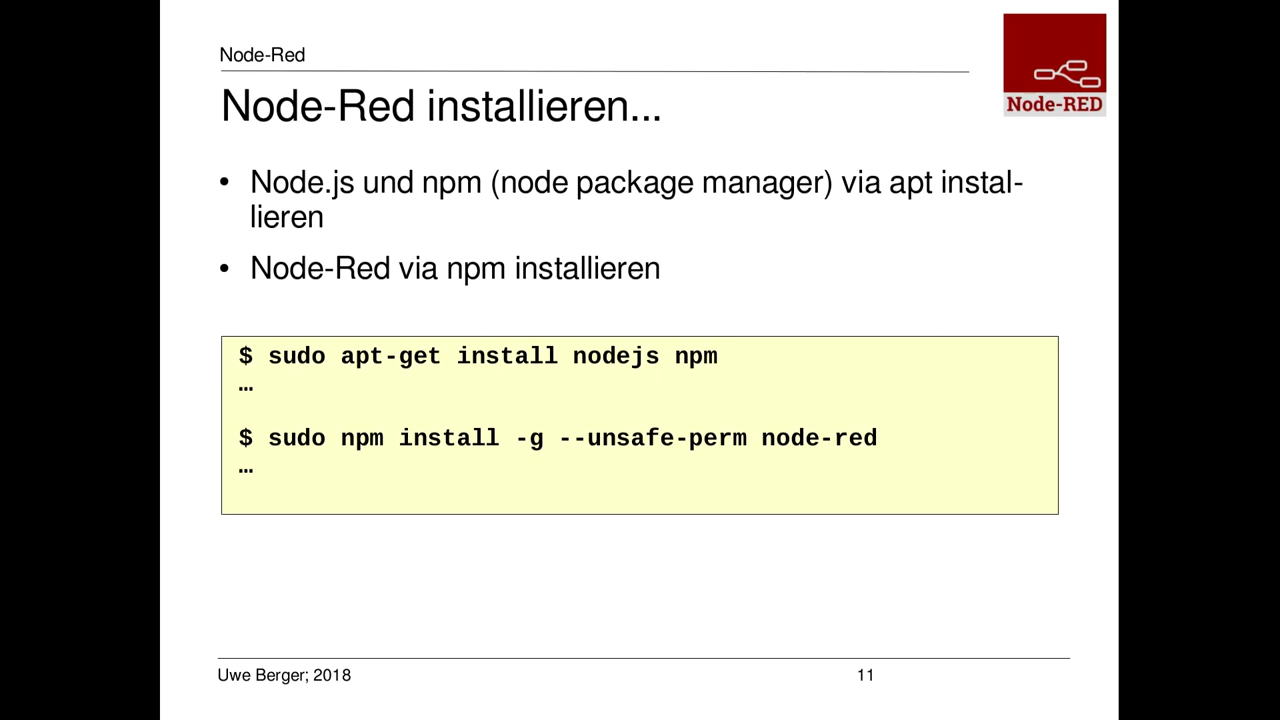 Node-Red
Node-RED
Node-Red installieren...
• Node.js und npm (node package manager) via apt instal-
lieren
• Node-Red via npm installieren
$ sudo apt-get install nodejs npm
…
$ sudo npm install -g --unsafe-perm node-red
…
Uwe Berger; 2018
11